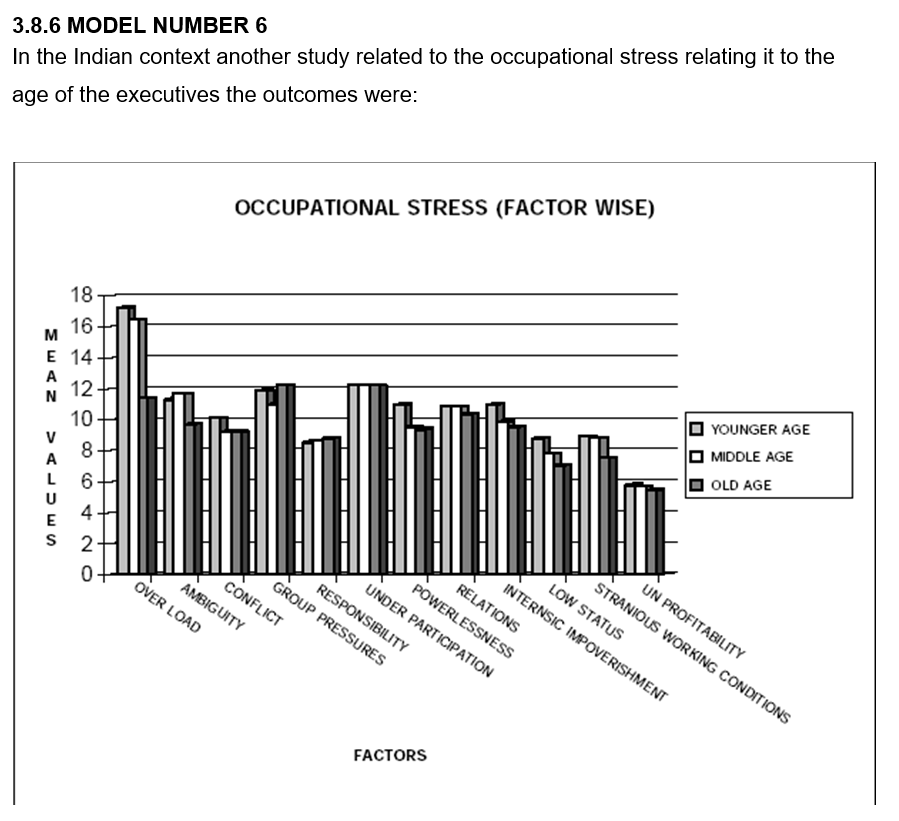 3.8.6 MODEL NUMBER 6
In the Indian context another study related to the occupational stress relating it to the
age of the executives the outcomes were:
OCCUPATIONAL STRESS (FACTOR WISE)
MEAN VALUES
18
16
14
12
10
8
6
4
2
0
YOUNGER AGE
MIDDLE AGE
OLD AGE
OVER LOAD
AMBIGUITY
CONFLICT
GROUP PRESSURES
RESPONSIBILITY
UNDER PARTICIPATION
POWERLESSNESS
RELATIONS
INTERNSIC IMPOVERISHMENT
LOW STATUS
STRANIOUS WORKING CONDITIONS
UN PROFITABILITY
FACTORS